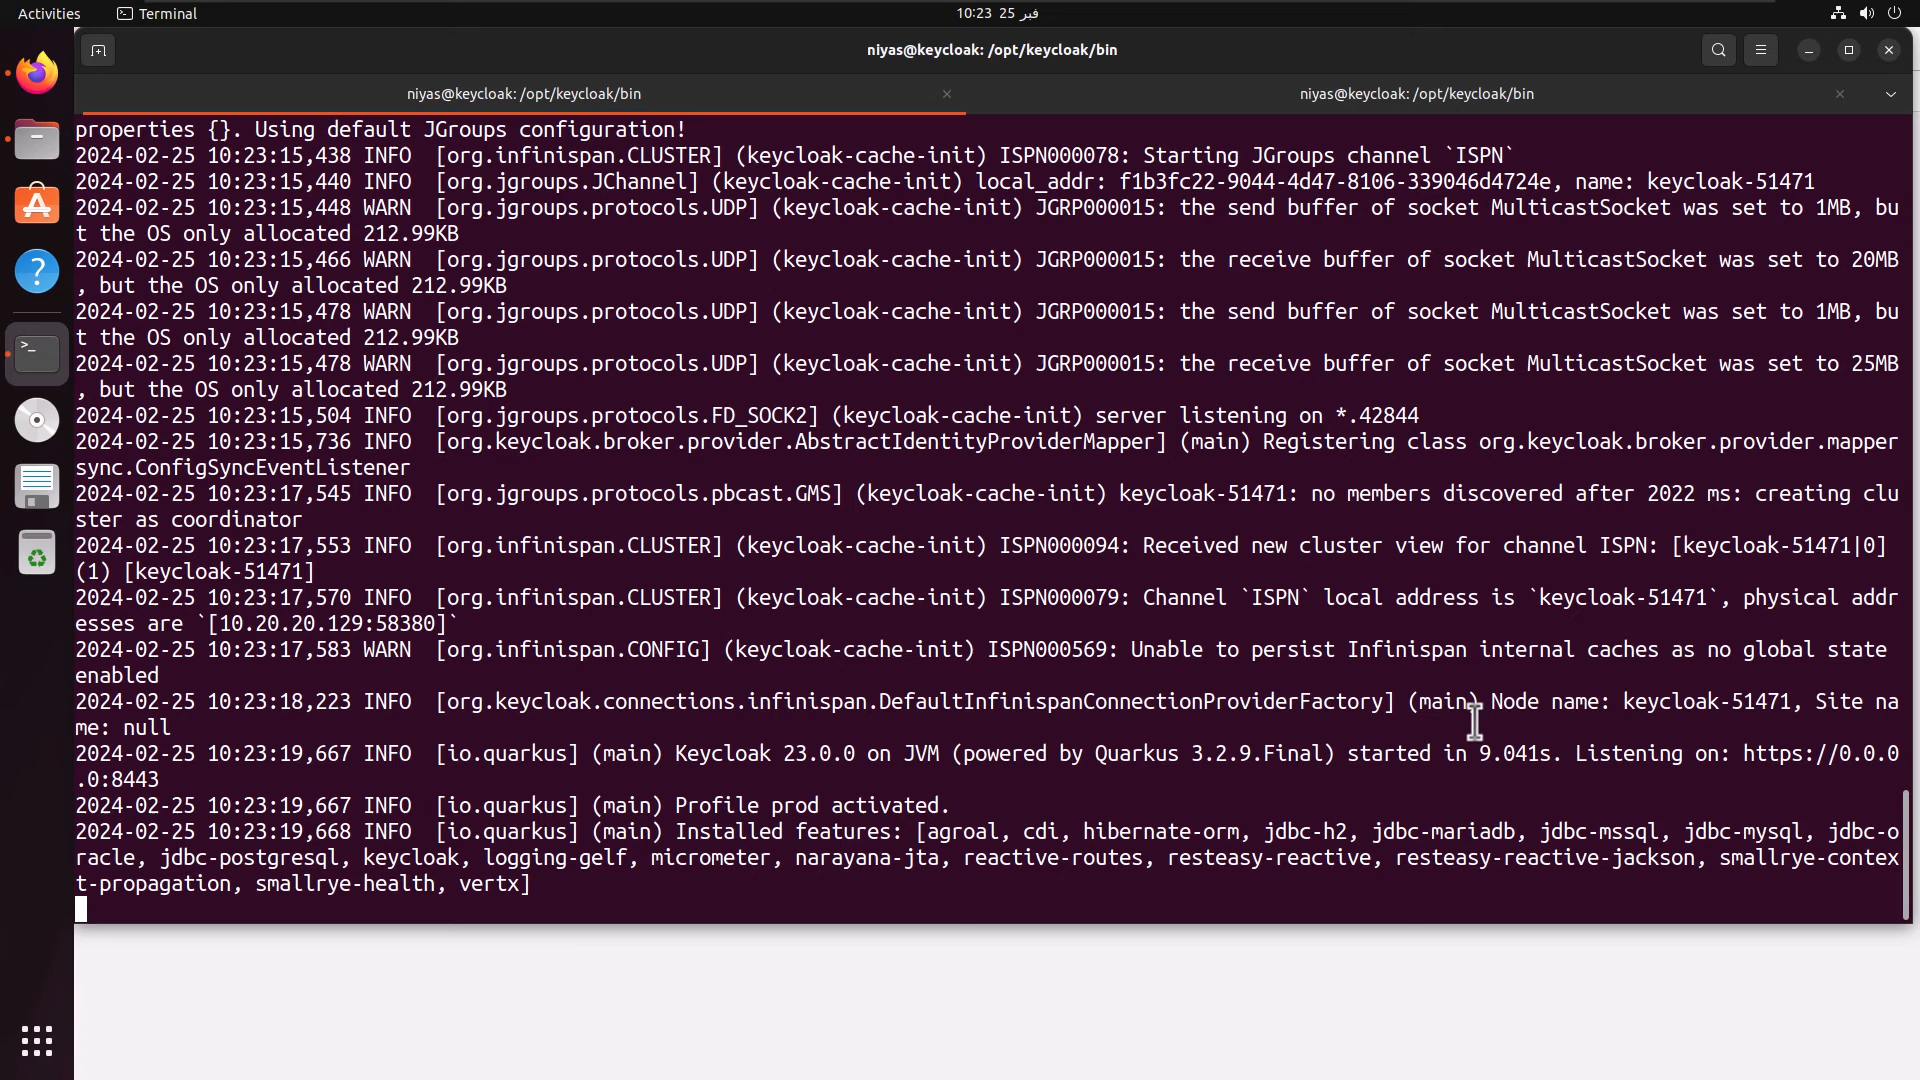 Activities
Terminal
10:23 25 فبر
niyas@keycloak: /opt/keycloak/bin
niyas@keycloak: /opt/keycloak/bin
niyas@keycloak: /opt/keycloak/bin
properties {}. Using default JGroups configuration!
2024-02-25 10:23:15,438 INFO  [org.infinispan.CLUSTER] (keycloak-cache-init) ISPN000078: Starting JGroups channel `ISPN`
2024-02-25 10:23:15,440 INFO  [org.jgroups.JChannel] (keycloak-cache-init) local_addr: f1b3fc22-9044-4d47-8106-339046d4724e, name: keycloak-51471
2024-02-25 10:23:15,448 WARN  [org.jgroups.protocols.UDP] (keycloak-cache-init) JGRP000015: the send buffer of socket MulticastSocket was set to 1MB, bu
t the OS only allocated 212.99KB
2024-02-25 10:23:15,466 WARN  [org.jgroups.protocols.UDP] (keycloak-cache-init) JGRP000015: the receive buffer of socket MulticastSocket was set to 20MB
, but the OS only allocated 212.99KB
2024-02-25 10:23:15,478 WARN  [org.jgroups.protocols.UDP] (keycloak-cache-init) JGRP000015: the send buffer of socket MulticastSocket was set to 1MB, bu
t the OS only allocated 212.99KB
2024-02-25 10:23:15,478 WARN  [org.jgroups.protocols.UDP] (keycloak-cache-init) JGRP000015: the receive buffer of socket MulticastSocket was set to 25MB
, but the OS only allocated 212.99KB
2024-02-25 10:23:15,504 INFO  [org.jgroups.protocols.FD_SOCK2] (keycloak-cache-init) server listening on *.42844
2024-02-25 10:23:15,736 INFO  [org.keycloak.broker.provider.AbstractIdentityProviderMapper] (main) Registering class org.keycloak.broker.provider.mapper
sync.ConfigSyncEventListener
2024-02-25 10:23:17,545 INFO  [org.jgroups.protocols.pbcast.GMS] (keycloak-cache-init) keycloak-51471: no members discovered after 2022 ms: creating clu
ster as coordinator
2024-02-25 10:23:17,553 INFO  [org.infinispan.CLUSTER] (keycloak-cache-init) ISPN000094: Received new cluster view for channel ISPN: [keycloak-51471|0]
(1) [keycloak-51471]
2024-02-25 10:23:17,570 INFO  [org.infinispan.CLUSTER] (keycloak-cache-init) ISPN000079: Channel `ISPN` local address is `keycloak-51471`, physical addr
esses are `[10.20.20.129:58380]`
2024-02-25 10:23:17,583 WARN  [org.infinispan.CONFIG] (keycloak-cache-init) ISPN000569: Unable to persist Infinispan internal caches as no global state
enabled
2024-02-25 10:23:18,223 INFO  [org.keycloak.connections.infinispan.DefaultInfinispanConnectionProviderFactory] (main) Node name: keycloak-51471, Site na
me: null
2024-02-25 10:23:19,667 INFO  [io.quarkus] (main) Keycloak 23.0.0 on JVM (powered by Quarkus 3.2.9.Final) started in 9.041s. Listening on: https://0.0.0
.0:8443
2024-02-25 10:23:19,667 INFO  [io.quarkus] (main) Profile prod activated.
2024-02-25 10:23:19,668 INFO  [io.quarkus] (main) Installed features: [agroal, cdi, hibernate-orm, jdbc-h2, jdbc-mariadb, jdbc-mssql, jdbc-mysql, jdbc-o
racle, jdbc-postgresql, keycloak, logging-gelf, micrometer, narayana-jta, reactive-routes, resteasy-reactive, resteasy-reactive-jackson, smallrye-contex
t-propagation, smallrye-health, vertx]